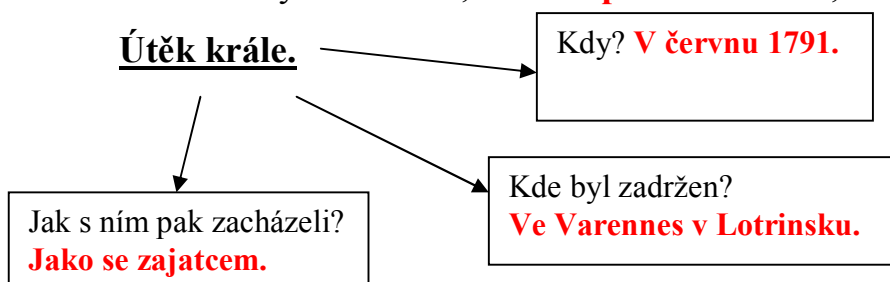 Útěk krále.
Kdy? V červnu 1791.
Kde byl zadržen?
Ve Varennes v Lotrinsku.
Jak s ním pak zacházeli?
Jako se zajatcem.